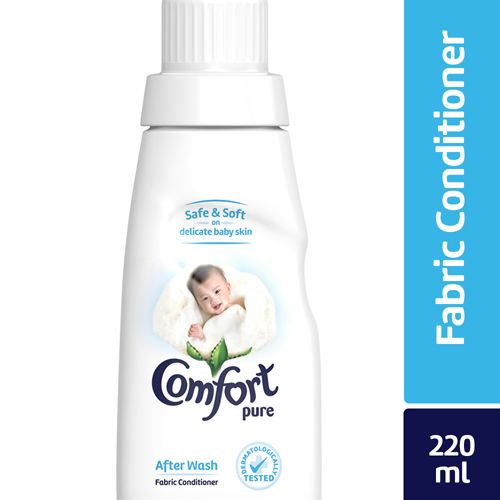 Safe & Soft
on
delicate baby skin
Comfort
pure
After Wash
Fabric Conditioner
DERMATOLOGICALLY
TESTED
Fabric Conditioner
220
ml